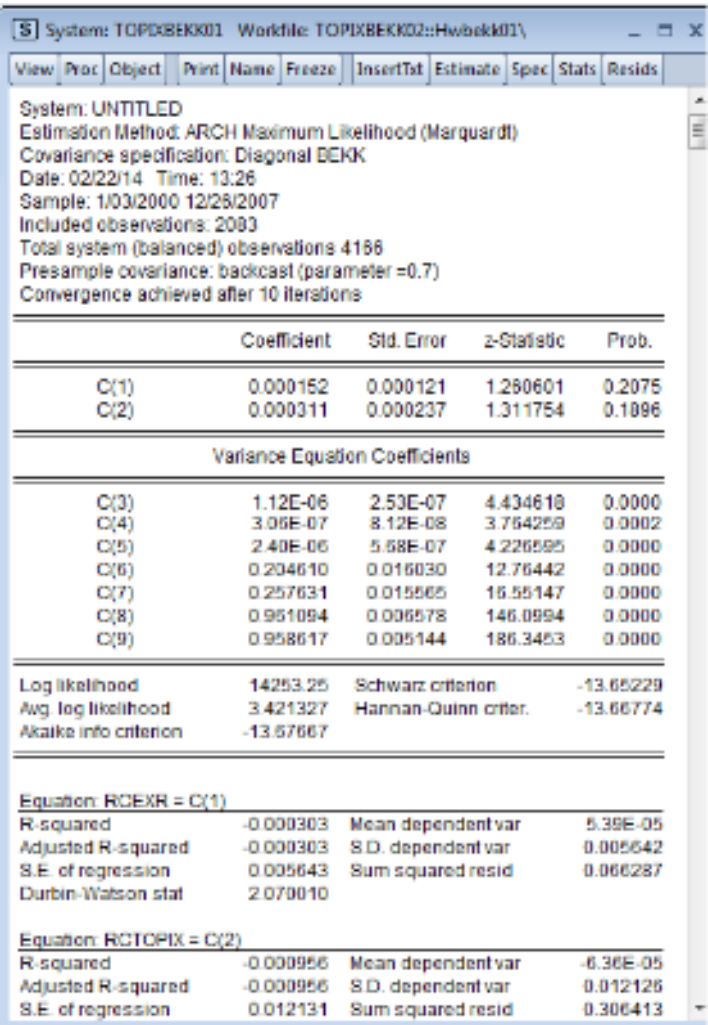 System: TOPIXBEKK01 Workfile: TOPIXBEKK02::Hwbekk01\
View Proc Object Print Name Freeze InsertTxt Estimate Spec Stats Resids
System: UNTITLED
Estimation Method: ARCH Maximum Likelihood (Marquardt)
Covariance specification: Diagonal BEKK
Date: 02/22/14 Time: 13:26
Sample: 1/03/2000 12/26/2007
Included observations: 2083
Total system (balanced) observations 4166
Presample covariance: backcast (parameter =0.7)
Convergence achieved after 10 iterations
Coefficient Std. Error z-Statistic Prob.
C(1) 0.000152 0.000121 1.260601 0.2075
C(2) 0.000311 0.000237 1.311754 0.1896
Variance Equation Coefficients
C(3) 1.12E-06 2.53E-07 4.434618 0.0000
C(4) 3.06E-07 8.12E-08 3.764259 0.0002
C(5) 2.40E-06 5.68E-07 4.226595 0.0000
C(6) 0.204610 0.016030 12.76442 0.0000
C(7) 0.257631 0.015565 16.55147 0.0000
C(8) 0.961094 0.006578 146.0994 0.0000
C(9) 0.958617 0.005144 186.3453 0.0000
Log likelihood 14253.25 Schwarz criterion -13.65229
Avg. log likelihood 3.421327 Hannan-Quinn criter. -13.66774
Akaike info criterion -13.67667
Equation: RCEXR = C(1)
R-squared -0.000303 Mean dependent var 5.39E-05
Adjusted R-squared -0.000303 S.D. dependent var 0.005642
S.E. of regression 0.005643 Sum squared resid 0.066287
Durbin-Watson stat 2.070010
Equation: RCTOPIX = C(2)
R-squared -0.000956 Mean dependent var -6.36E-05
Adjusted R-squared -0.000956 S.D. dependent var 0.012126
S.E. of regression 0.012131 Sum squared resid 0.306413